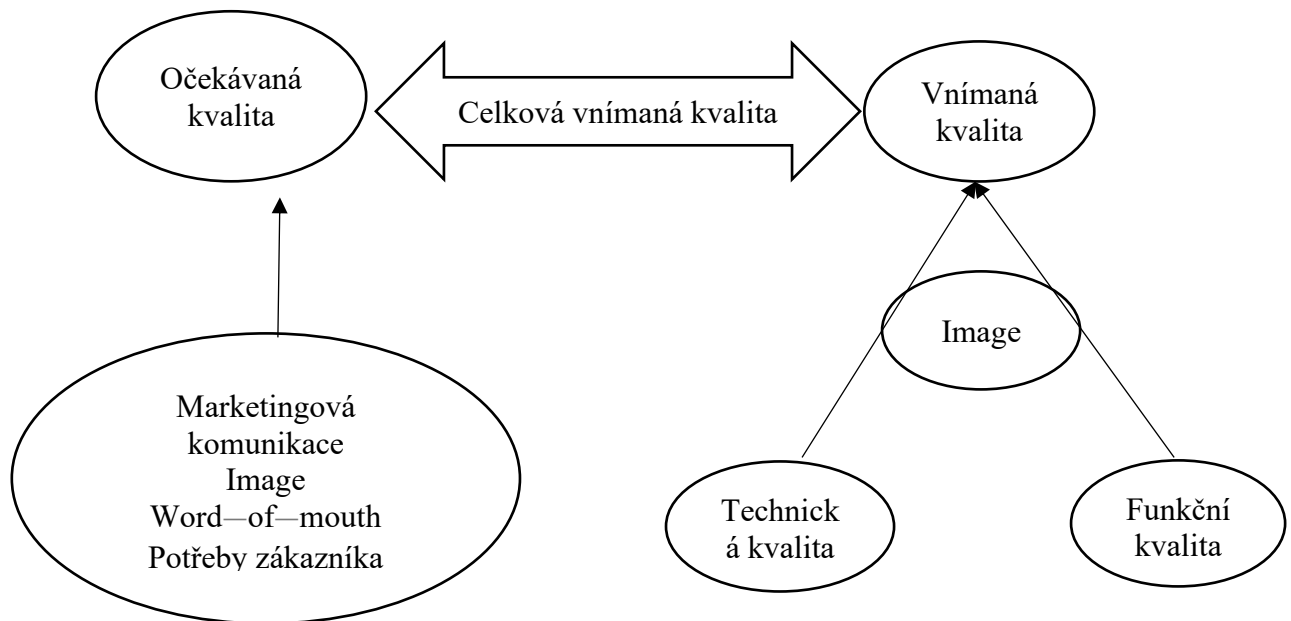 Očekávaná
kvalita
Celková vnímaná kvalita
Vnímaná
kvalita
Image
Marketingová
komunikace
Image
Word—of—mouth
Potřeby zákazníka
Technick
á kvalita
Funkční
kvalita